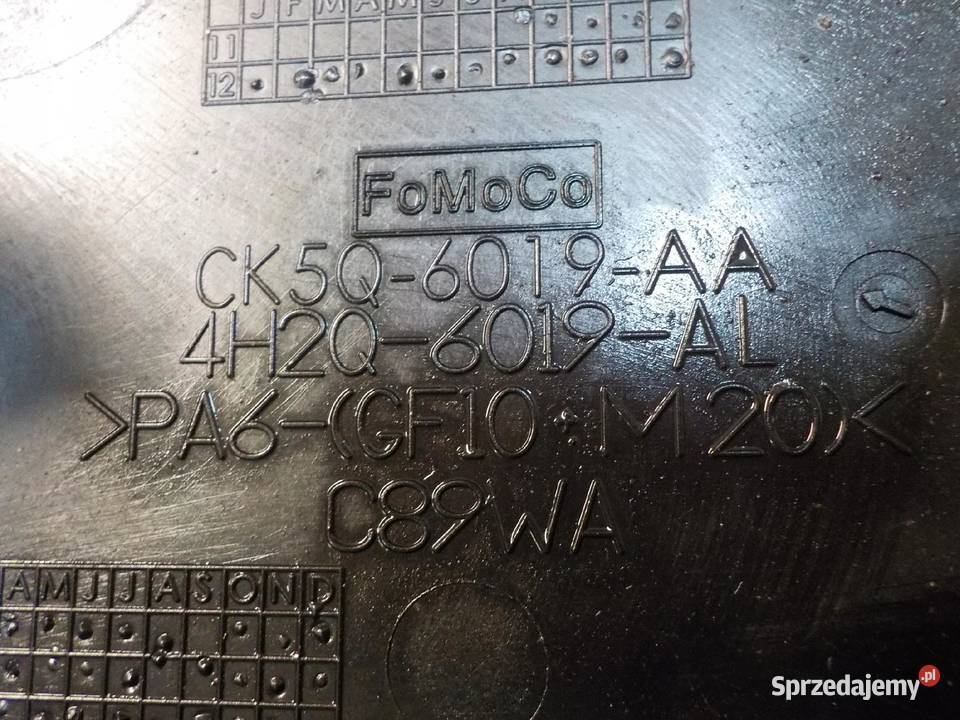 J F M A M J J
11
12
FoMoCo
CK5Q-6019-AA
4H2Q-6019-AL
>PA6-(GF10+M20)<
C89WA
A M J J A S O N D
Sprzedajemy.pl